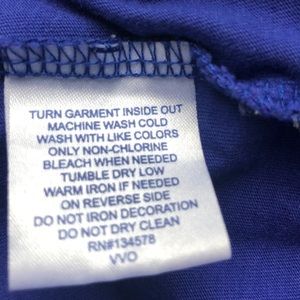 TURN GARMENT INSIDE OUT
MACHINE WASH COLD
WASH WITH LIKE COLORS
ONLY NON-CHLORINE
BLEACH WHEN NEEDED
TUMBLE DRY LOW
WARM IRON IF NEEDED
ON REVERSE SIDE
DO NOT IRON DECORATION
DO NOT DRY CLEAN
RN#134578
VVO